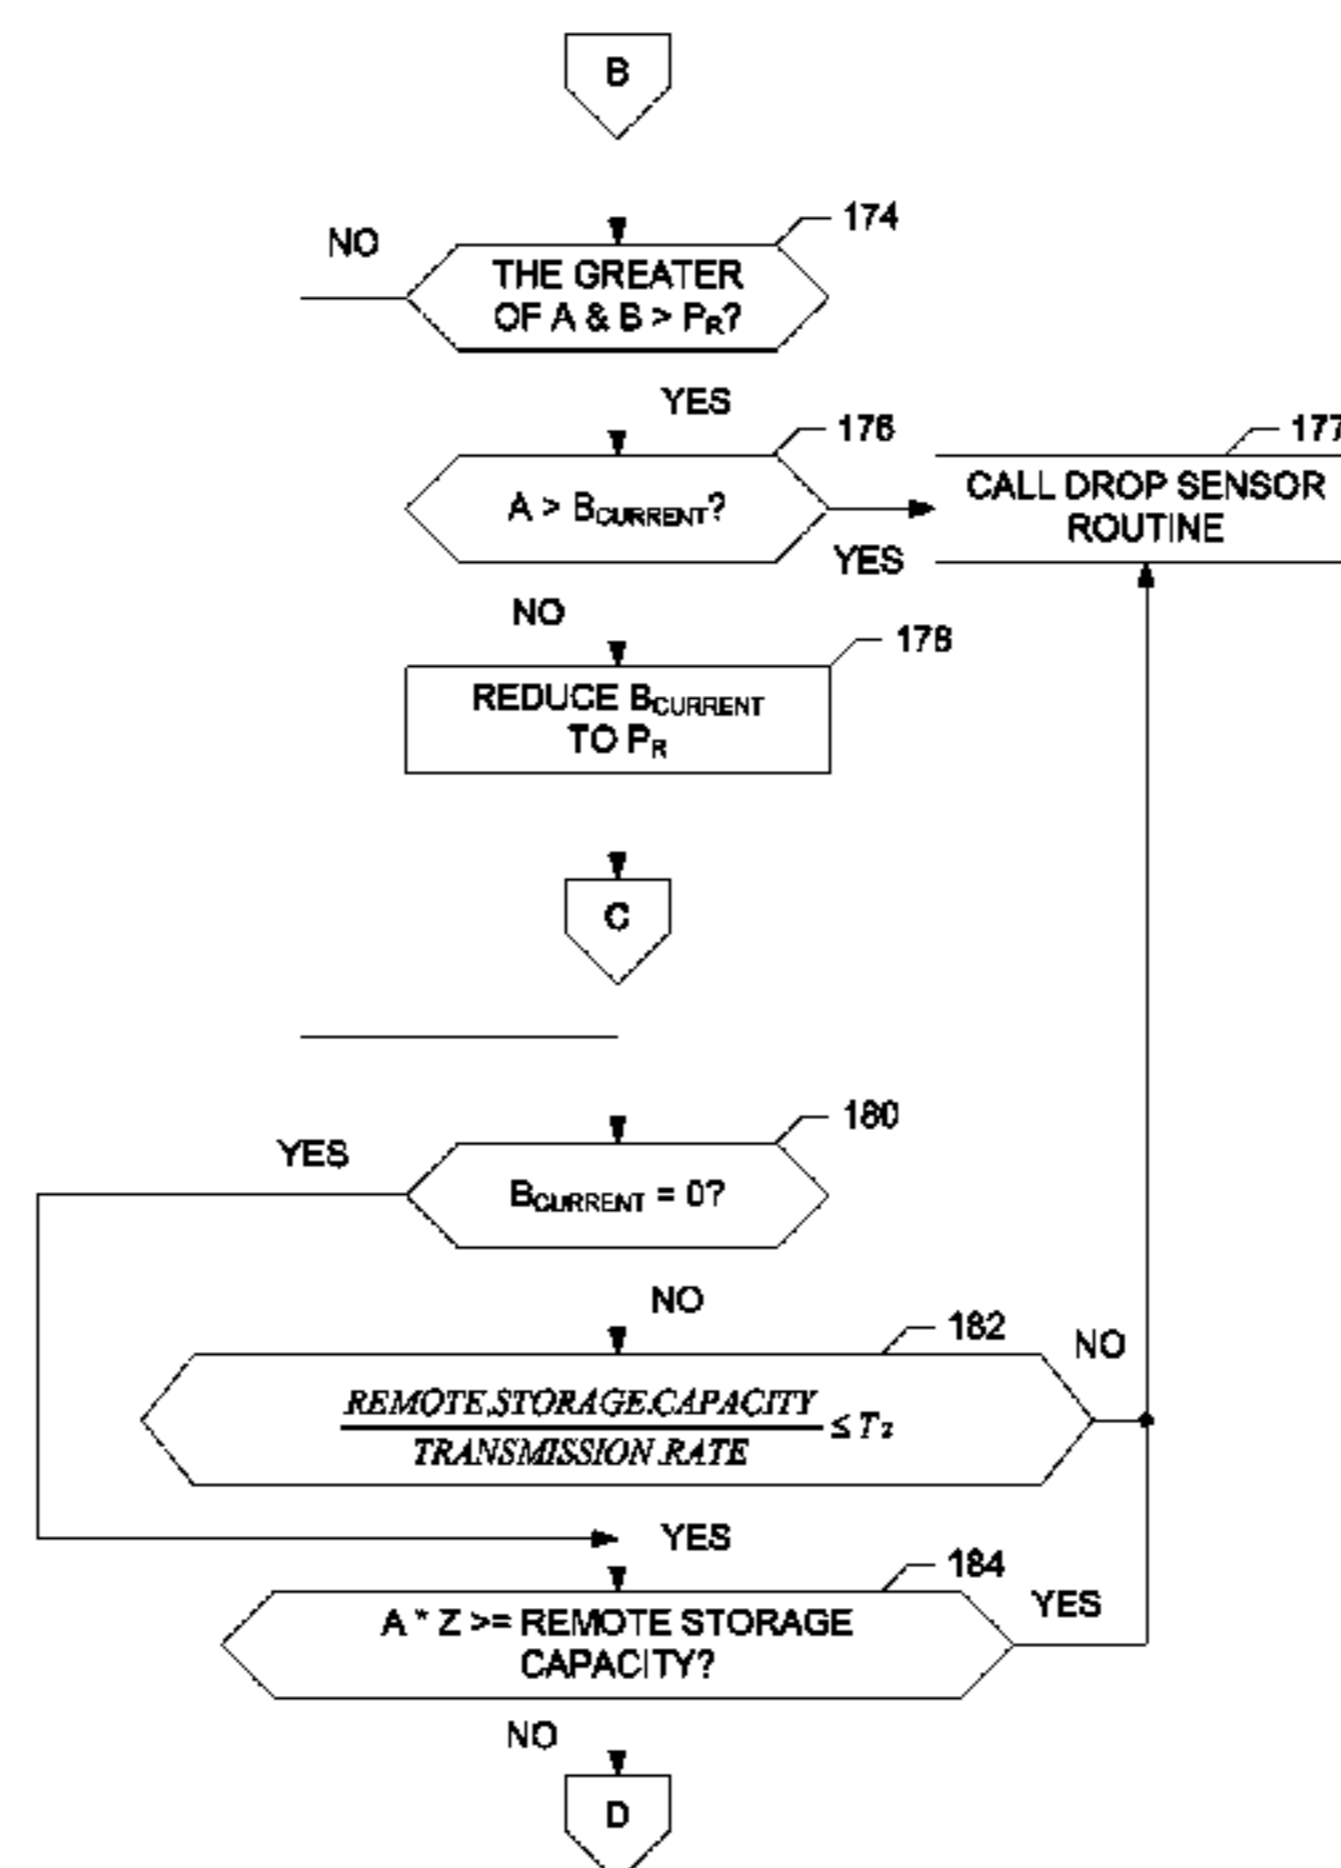 B
174
NO
THE GREATER
OF A & B > PR?
YES
176
177
A > BCURRENT?
CALL DROP SENSOR
ROUTINE
YES
NO
178
REDUCE BCURRENT
TO PR
C
180
YES
BCURRENT = 0?
NO
182
NO
REMOTE.STORAGE.CAPACITY
TRANSMISSION.RATE
≤ T2
YES
184
A * Z >= REMOTE STORAGE
CAPACITY?
YES
NO
D